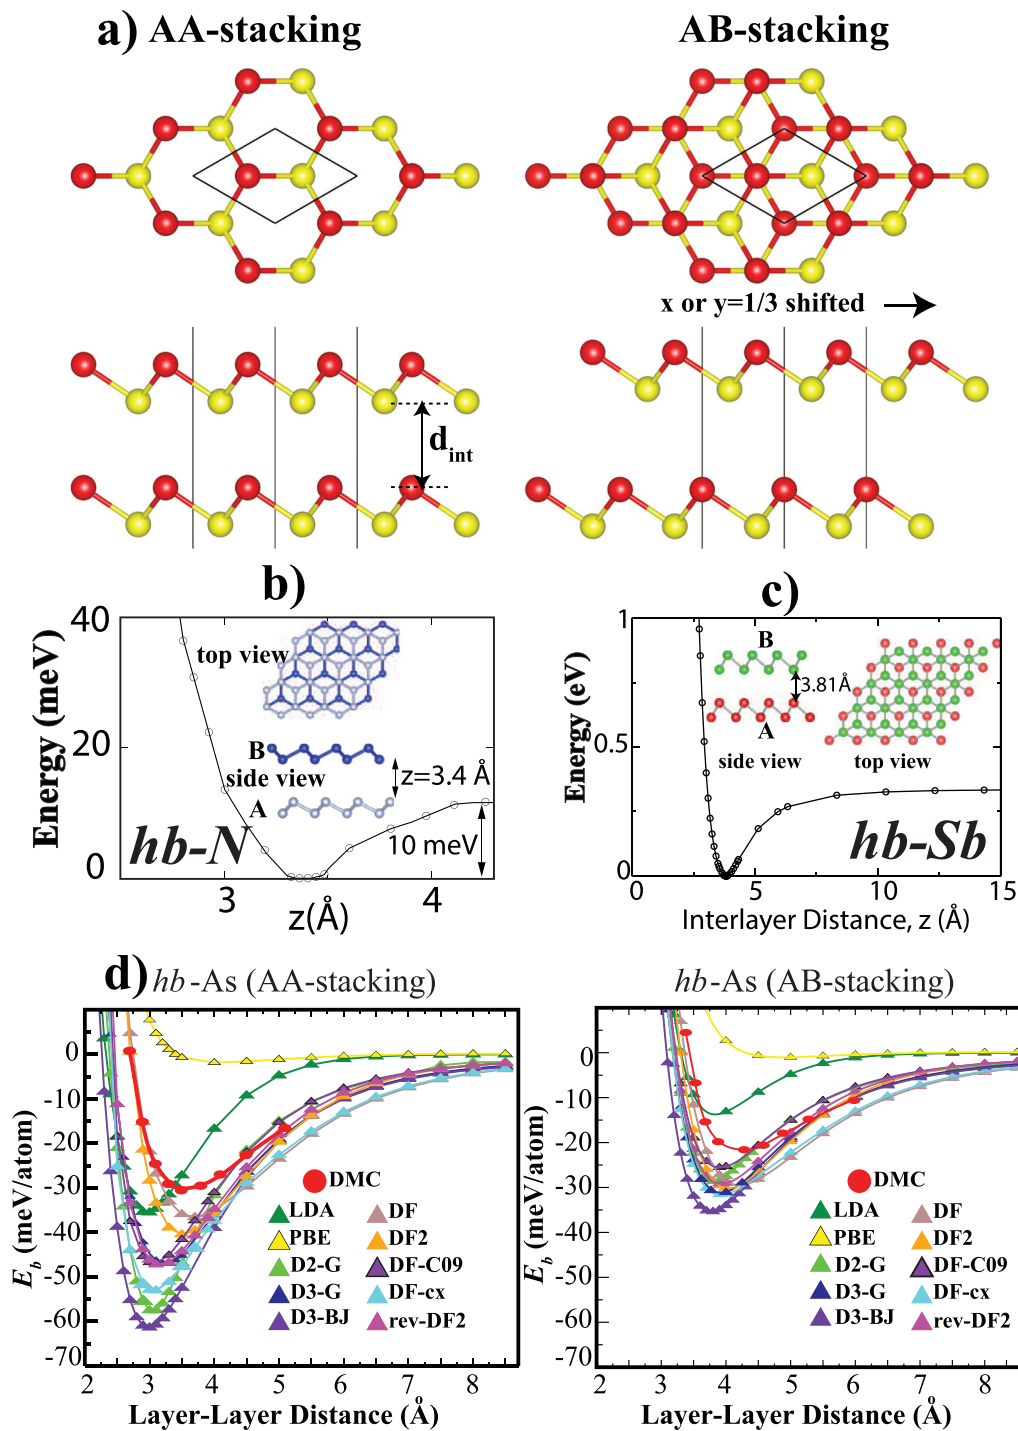 a) AA-stacking
AB-stacking
x or y=1/3 shifted
d int
b)
Energy (meV)
40
20
0
top view
B
side view
A
z=3.4 Å
10 meV
hb-N
3
4
z(Å)
c)
Energy (eV)
1
0.5
0
B
3.81Å
A
side view
top view
hb-Sb
0
5
10
15
Interlayer Distance, z (Å)
d) hb-As (AA-stacking)
E_b (meV/atom)
0
-10
-20
-30
-40
-50
-60
-70
DMC
LDA
DF
PBE
DF2
D2-G
DF-C09
D3-G
DF-cx
D3-BJ
rev-DF2
2 3 4 5 6 7 8
Layer-Layer Distance (Å)
hb-As (AB-stacking)
E_b (meV/atom)
0
-10
-20
-30
-40
-50
-60
-70
DMC
LDA
DF
PBE
DF2
D2-G
DF-C09
D3-G
DF-cx
D3-BJ
rev-DF2
2 3 4 5 6 7 8
Layer-Layer Distance (Å)